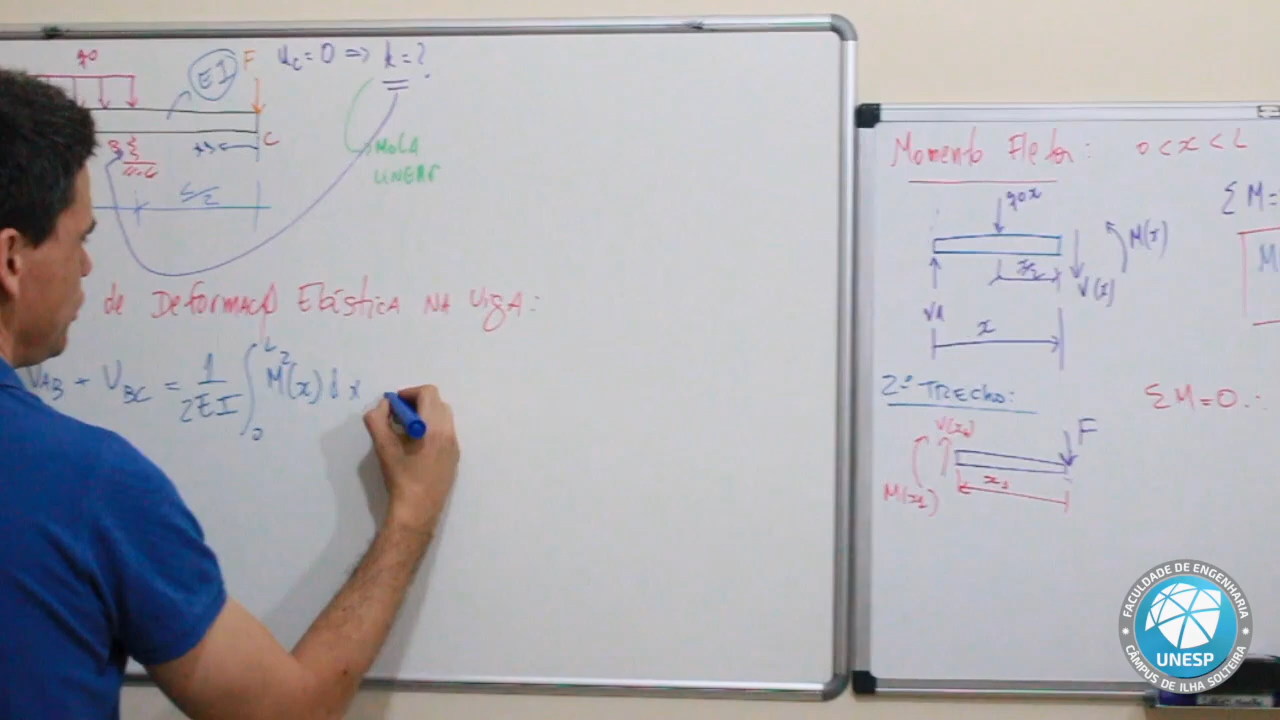 q0
EI
F
u_c = 0 ⇒ k = ?
C
MOLA
LINEAR
L/2
de Deformação Elástica NA VigA:
U_AB + U_BC = 1/2EI ∫₀ᴸ M²(x) dx
Momento Fletor: 0 < x < L
q0x
ΣM=
M(x)
M
V(x)
VA
x
2º TRECHO:
ΣM=0 ∴
V(x₁)
F
M(x₁)
x₁
FACULDADE DE ENGENHARIA
UNESP
CÂMPUS DE ILHA SOLTEIRA